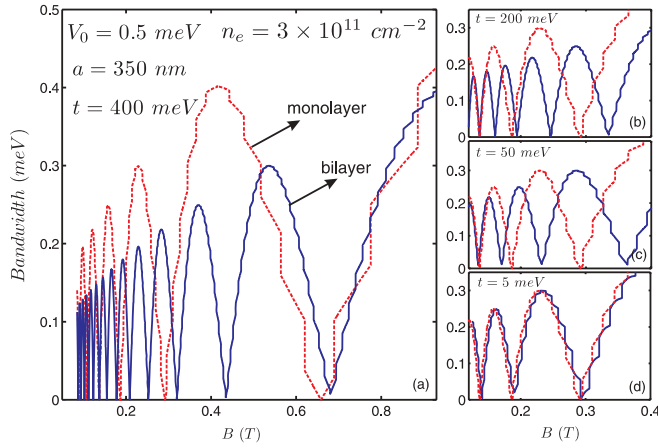 V₀ = 0.5 meV    nₑ = 3 × 10¹¹ cm⁻²
a = 350 nm
t = 400 meV
monolayer
bilayer
(a)
Bandwidth (meV)
0.5
0.4
0.3
0.2
0.1
0
0.2 0.4 0.6 0.8
B (T)
t = 200 meV
0.3
0.2
0.1
0
(b)
t = 50 meV
0.3
0.2
0.1
0
(c)
t = 5 meV
0.3
0.2
0.1
0
(d)
0.2 0.3 0.4
B (T)